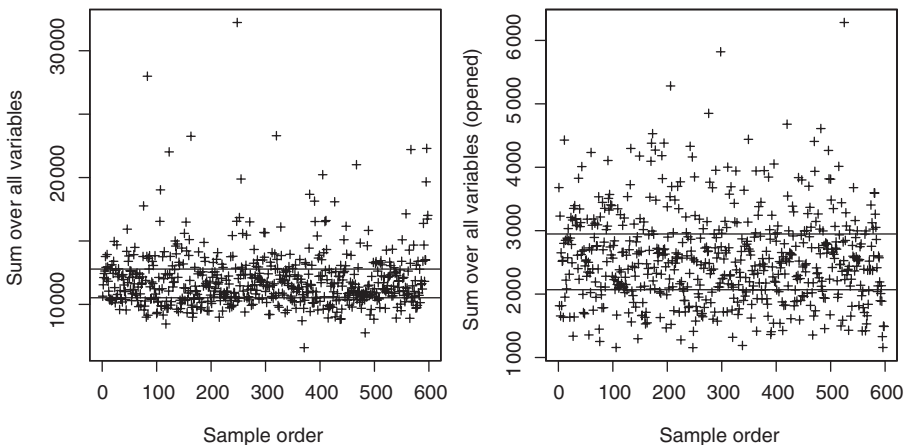 Sum over all variables
30000
20000
10000
0 100 200 300 400 500 600
Sample order
Sum over all variables (opened)
6000
5000
4000
3000
2000
1000
0 100 200 300 400 500 600
Sample order